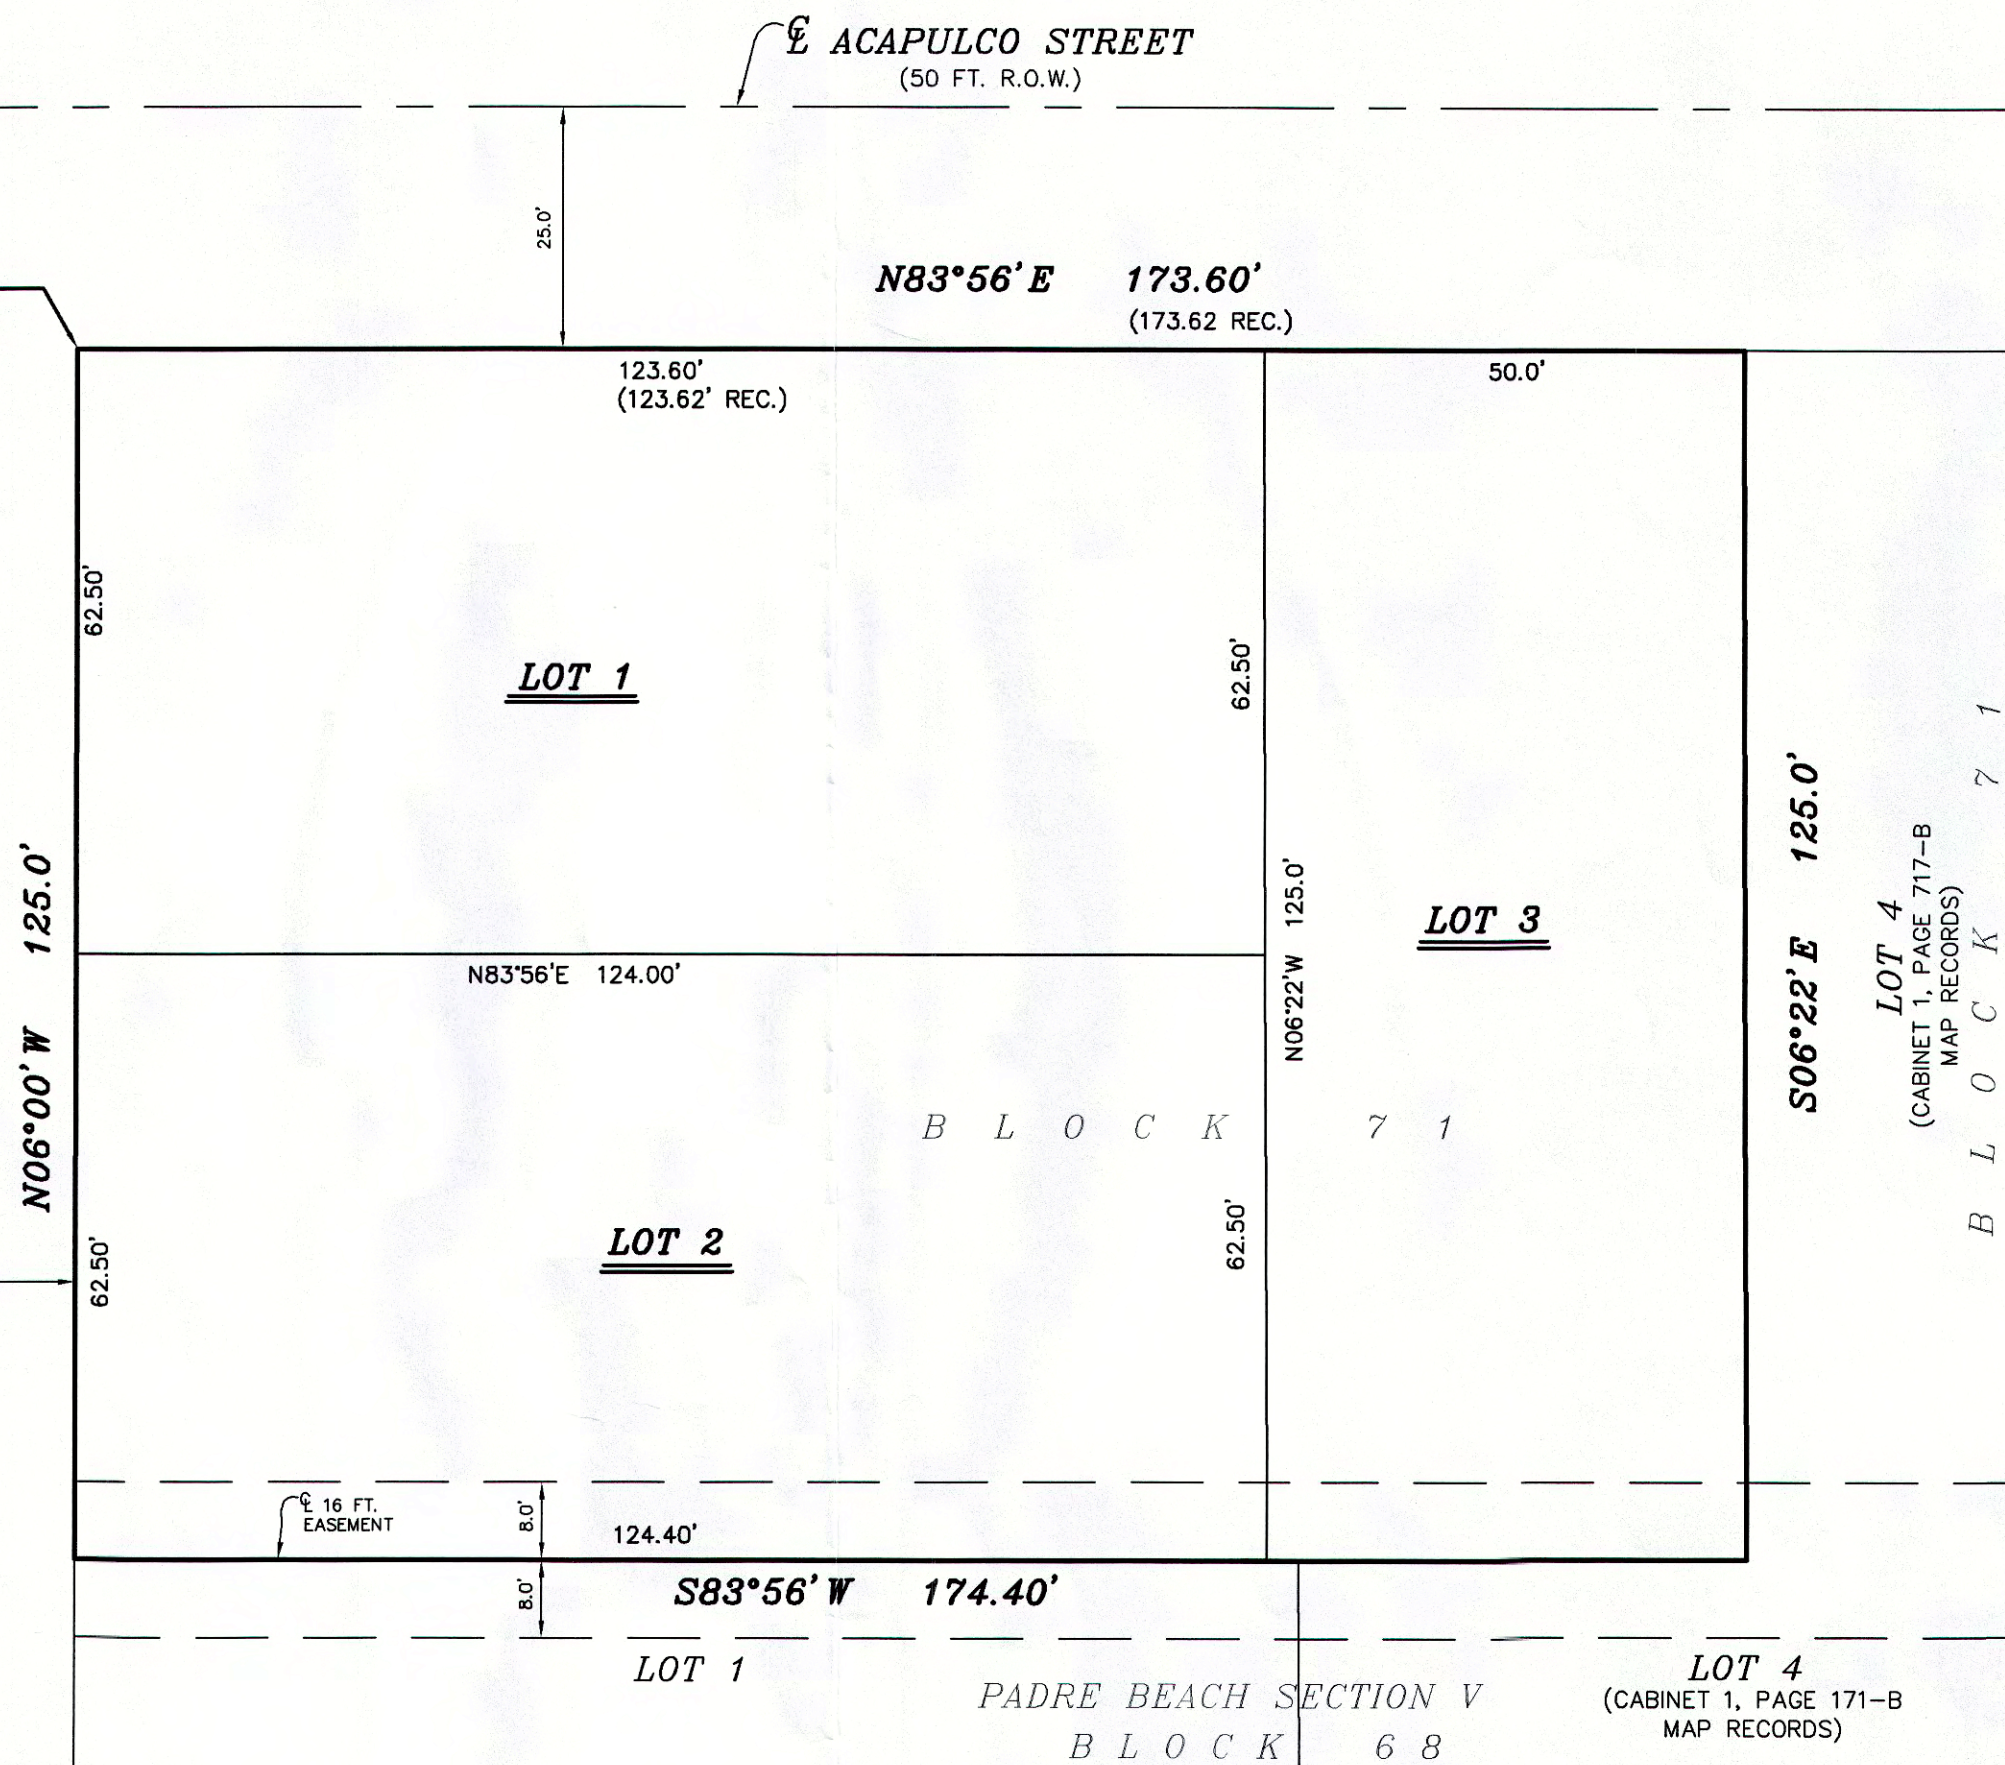 ℄ ACAPULCO STREET
(50 FT. R.O.W.)
25.0'
N83°56'E 173.60'
(173.62 REC.)
123.60'
(123.62' REC.)
50.0'
62.50'
LOT 1
62.50'
N06°00'W 125.0'
N83°56'E 124.00'
N06°22'W 125.0'
LOT 3
S06°22'E 125.0'
LOT 4
(CABINET 1, PAGE 717-B
MAP RECORDS)
BLOCK 71
BLOCK 71
62.50'
LOT 2
62.50'
℄ 16 FT.
EASEMENT
8.0'
124.40'
8.0'
S83°56'W 174.40'
LOT 1
PADRE BEACH SECTION V
BLOCK 68
LOT 4
(CABINET 1, PAGE 171-B
MAP RECORDS)